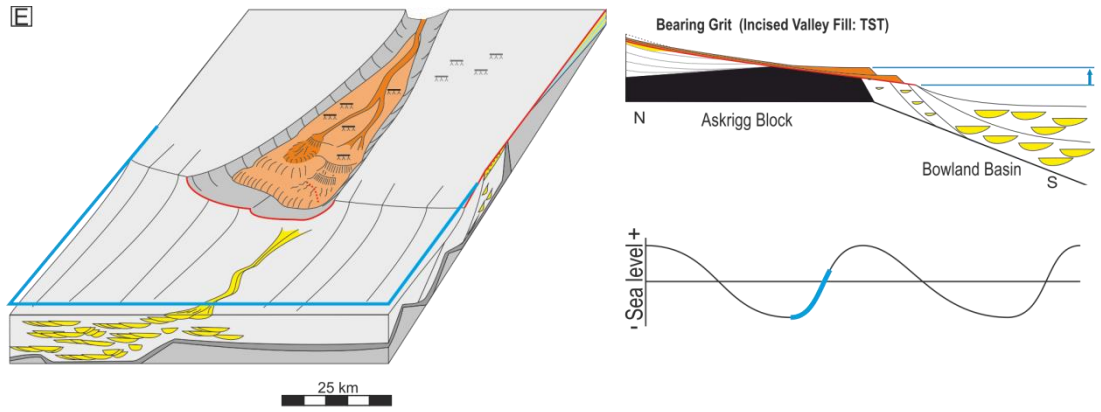 E
Bearing Grit (Incised Valley Fill: TST)
N
Askrigg Block
Bowland Basin
S
- Sea level+
25 km